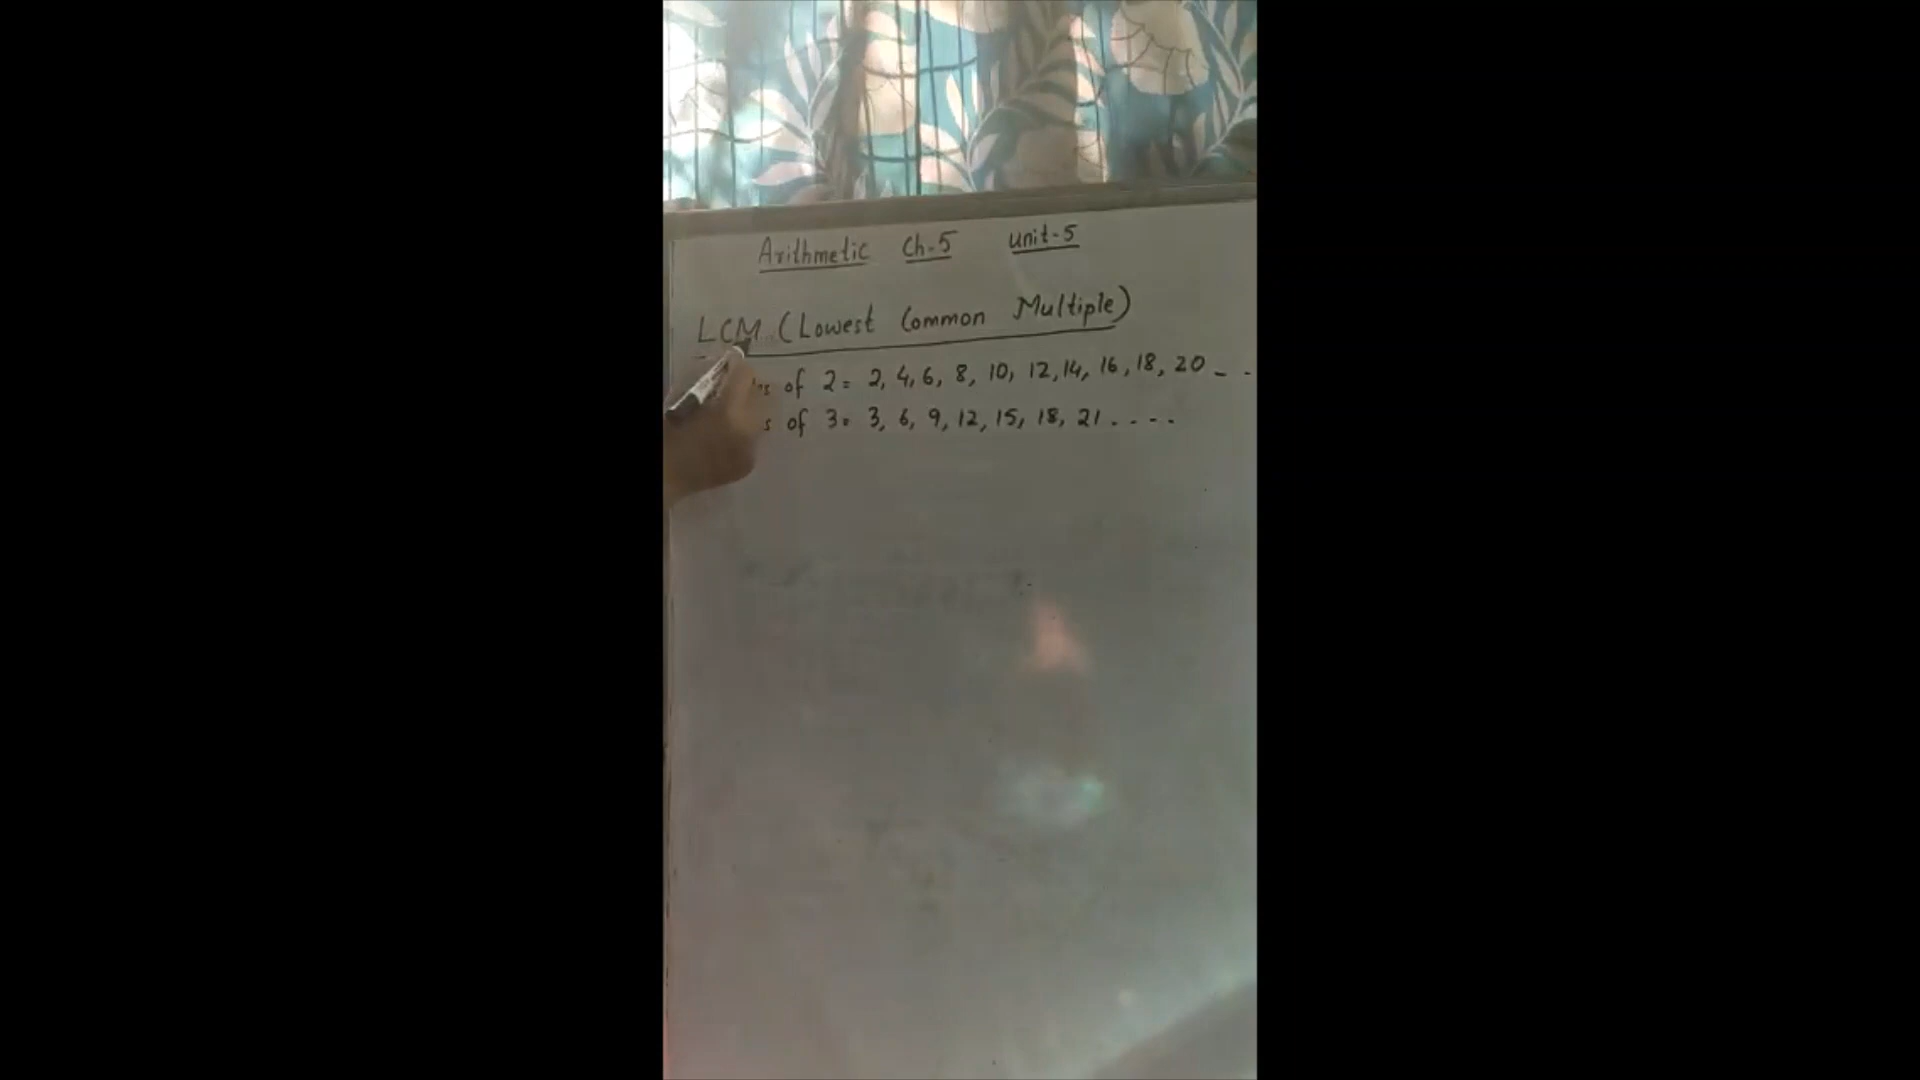 Arithmetic Ch-5 unit-5
LCM (Lowest Common Multiple)
of 2= 2, 4, 6, 8, 10, 12, 14, 16, 18, 20 - -
of 3= 3, 6, 9, 12, 15, 18, 21 - - - -